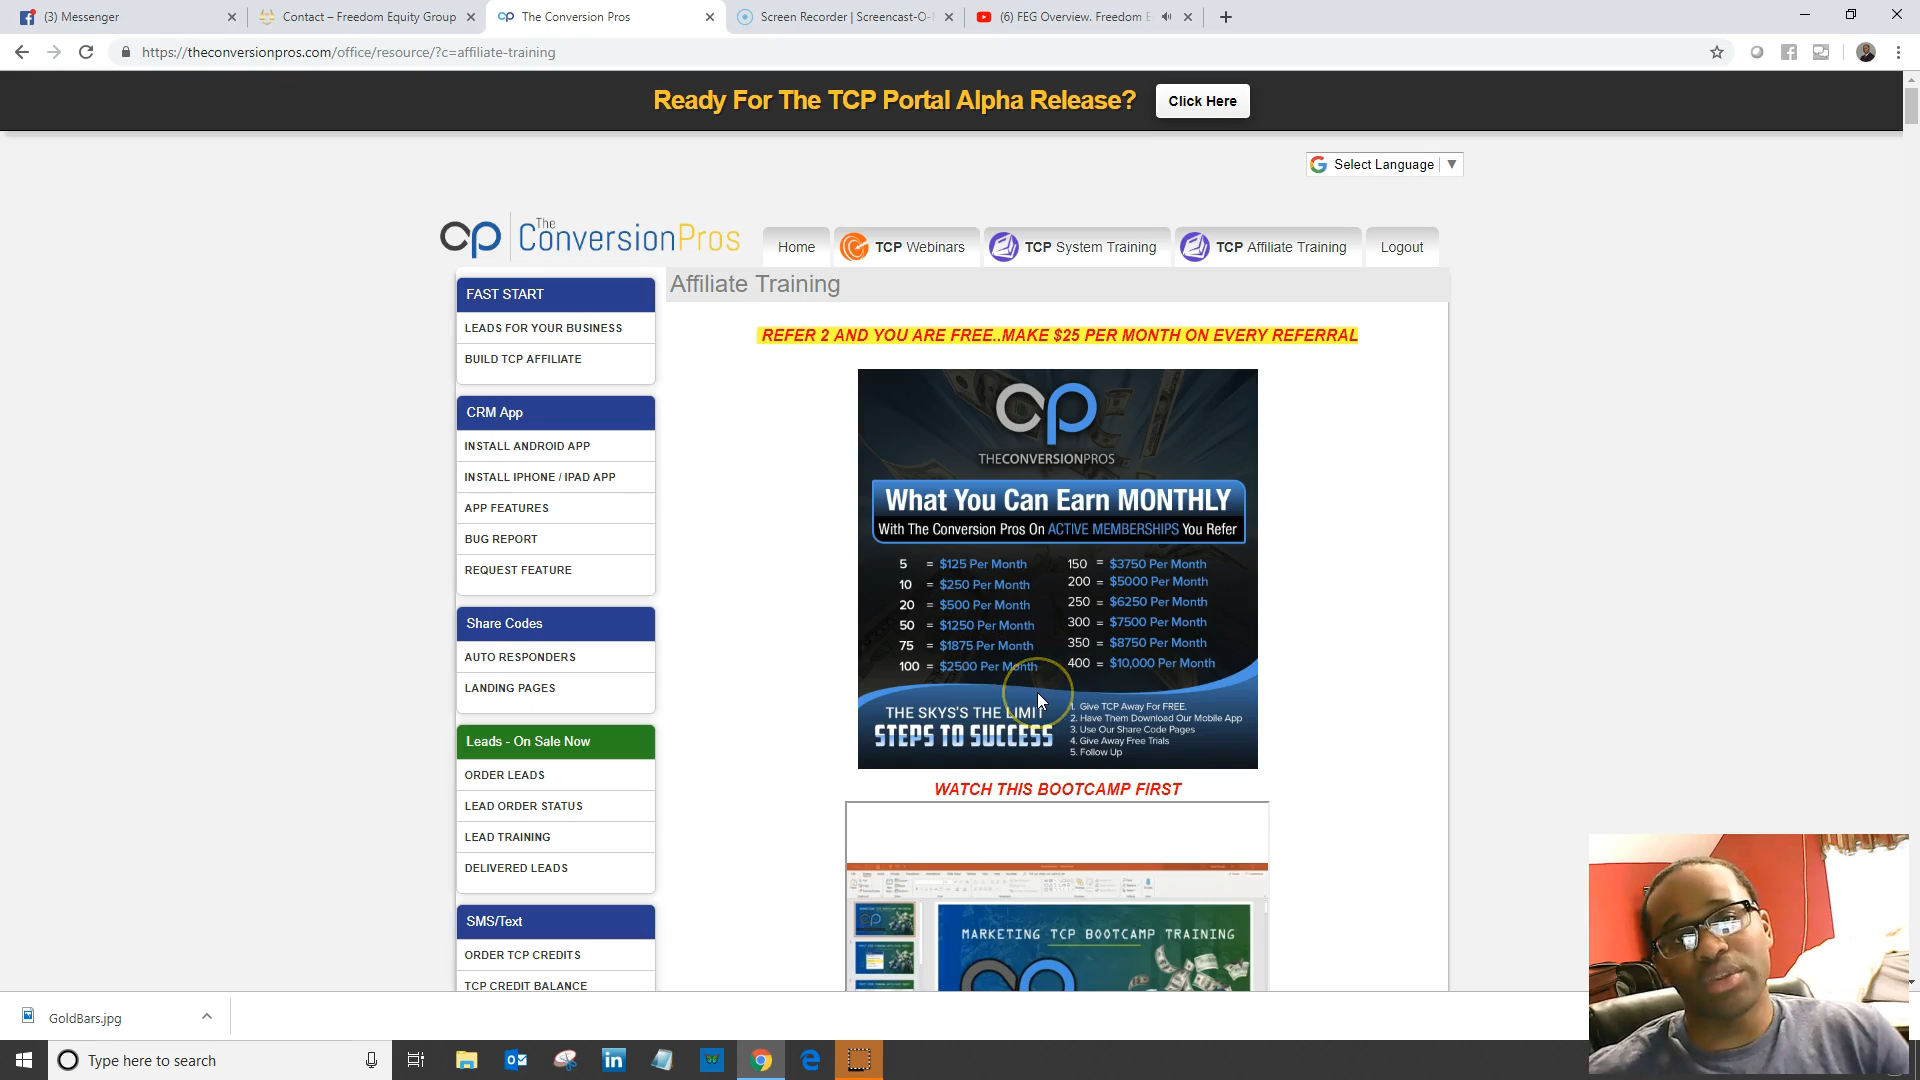 (3) Messenger
Contact – Freedom Equity Group
The Conversion Pros
Screen Recorder | Screencast-O-
(6) FEG Overview. Freedom E
https://theconversionpros.com/office/resource/?c=affiliate-training
Ready For The TCP Portal Alpha Release?
Click Here
Select Language
The ConversionPros
Home
TCP Webinars
TCP System Training
TCP Affiliate Training
Logout
FAST START
LEADS FOR YOUR BUSINESS
BUILD TCP AFFILIATE
CRM App
INSTALL ANDROID APP
INSTALL IPHONE / IPAD APP
APP FEATURES
BUG REPORT
REQUEST FEATURE
Share Codes
AUTO RESPONDERS
LANDING PAGES
Leads - On Sale Now
ORDER LEADS
LEAD ORDER STATUS
LEAD TRAINING
DELIVERED LEADS
SMS/Text
ORDER TCP CREDITS
TCP CREDIT BALANCE
Affiliate Training
REFER 2 AND YOU ARE FREE..MAKE $25 PER MONTH ON EVERY REFERRAL
THECONVERSIONPROS
What You Can Earn MONTHLY
With The Conversion Pros On ACTIVE MEMBERSHIPS You Refer
5 = $125 Per Month
10 = $250 Per Month
20 = $500 Per Month
50 = $1250 Per Month
75 = $1875 Per Month
100 = $2500 Per Month
150 = $3750 Per Month
200 = $5000 Per Month
250 = $6250 Per Month
300 = $7500 Per Month
350 = $8750 Per Month
400 = $10,000 Per Month
THE SKYS'S THE LIMIT
STEPS TO SUCCESS
1. Give TCP Away For FREE.
2. Have Them Download Our Mobile App
3. Use Our Share Code Pages
4. Give Away Free Trials
5. Follow Up
WATCH THIS BOOTCAMP FIRST
MARKETING TCP BOOTCAMP TRAINING
GoldBars.jpg
Type here to search